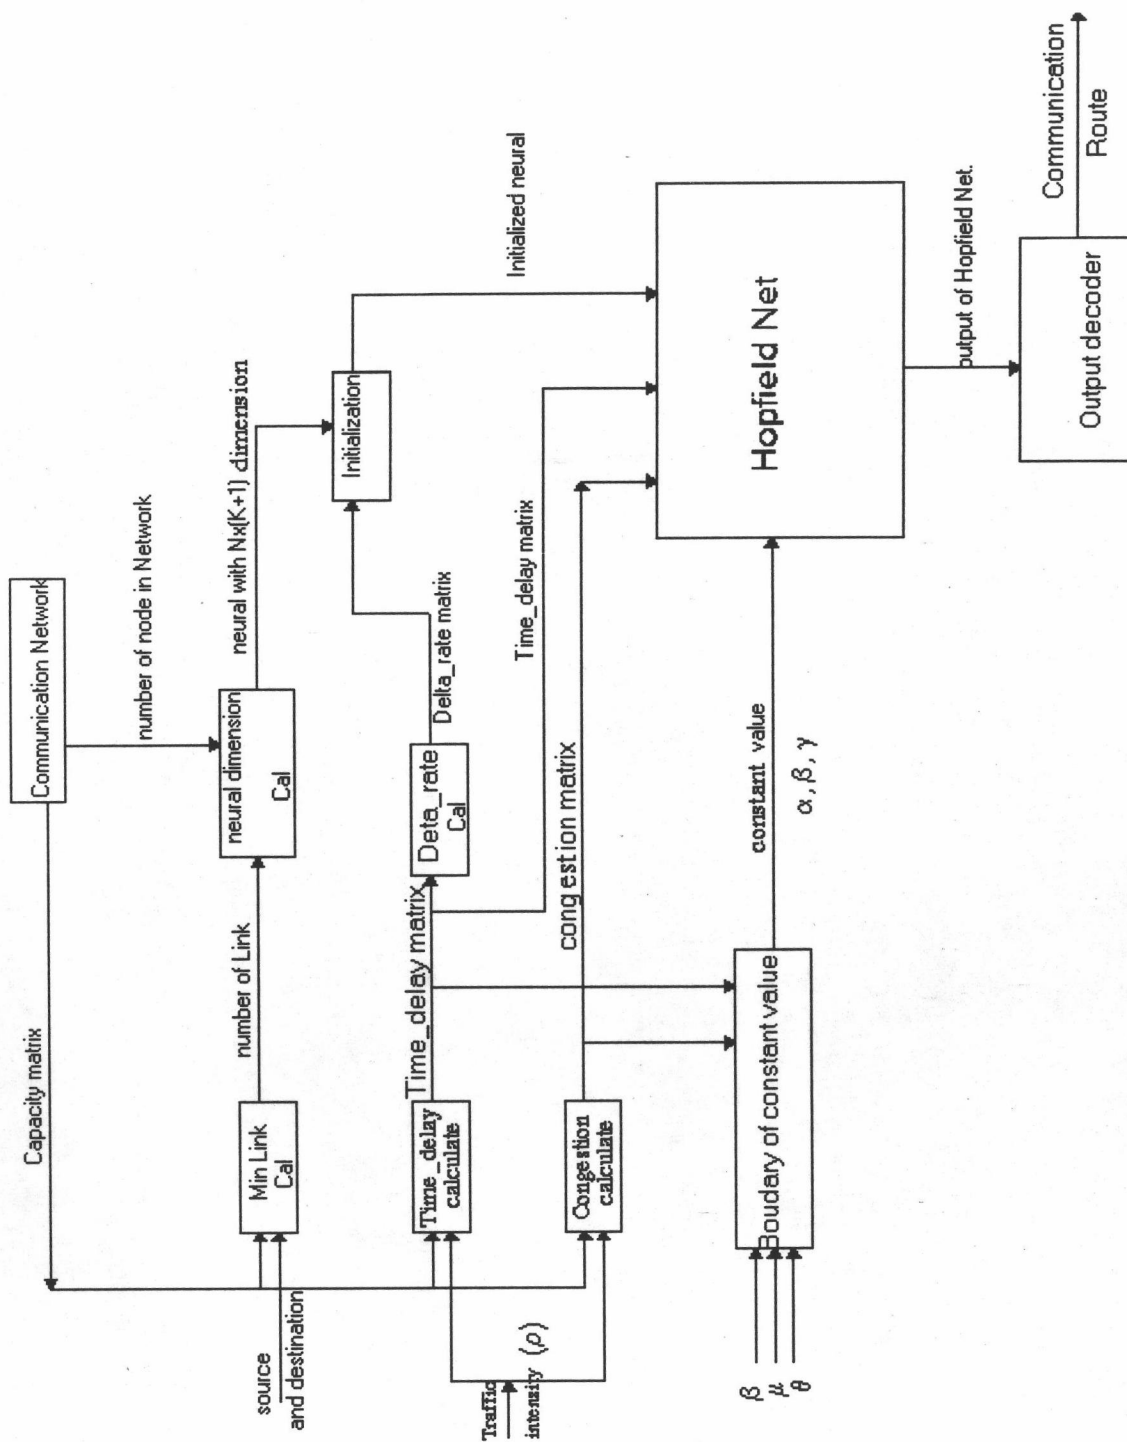 Communication Network
Capacity matrix
number of node in Network
source
and destination
Min Link
Cal
number of Link
neural dimension
Cal
neural with Nx(K+1) dimension
Initialization
Initialized neural
Traffic
intensity
(ρ)
Time_delay
calculate
Time_delay matrix
Deta_rate
Cal
Delta_rate matrix
Time_delay matrix
Congestion
calculate
congestion matrix
β
μ
θ
Boudary of constant value
constant value
α, β, γ
Hopfield Net
output of Hopfield Net.
Output decoder
Communication
Route